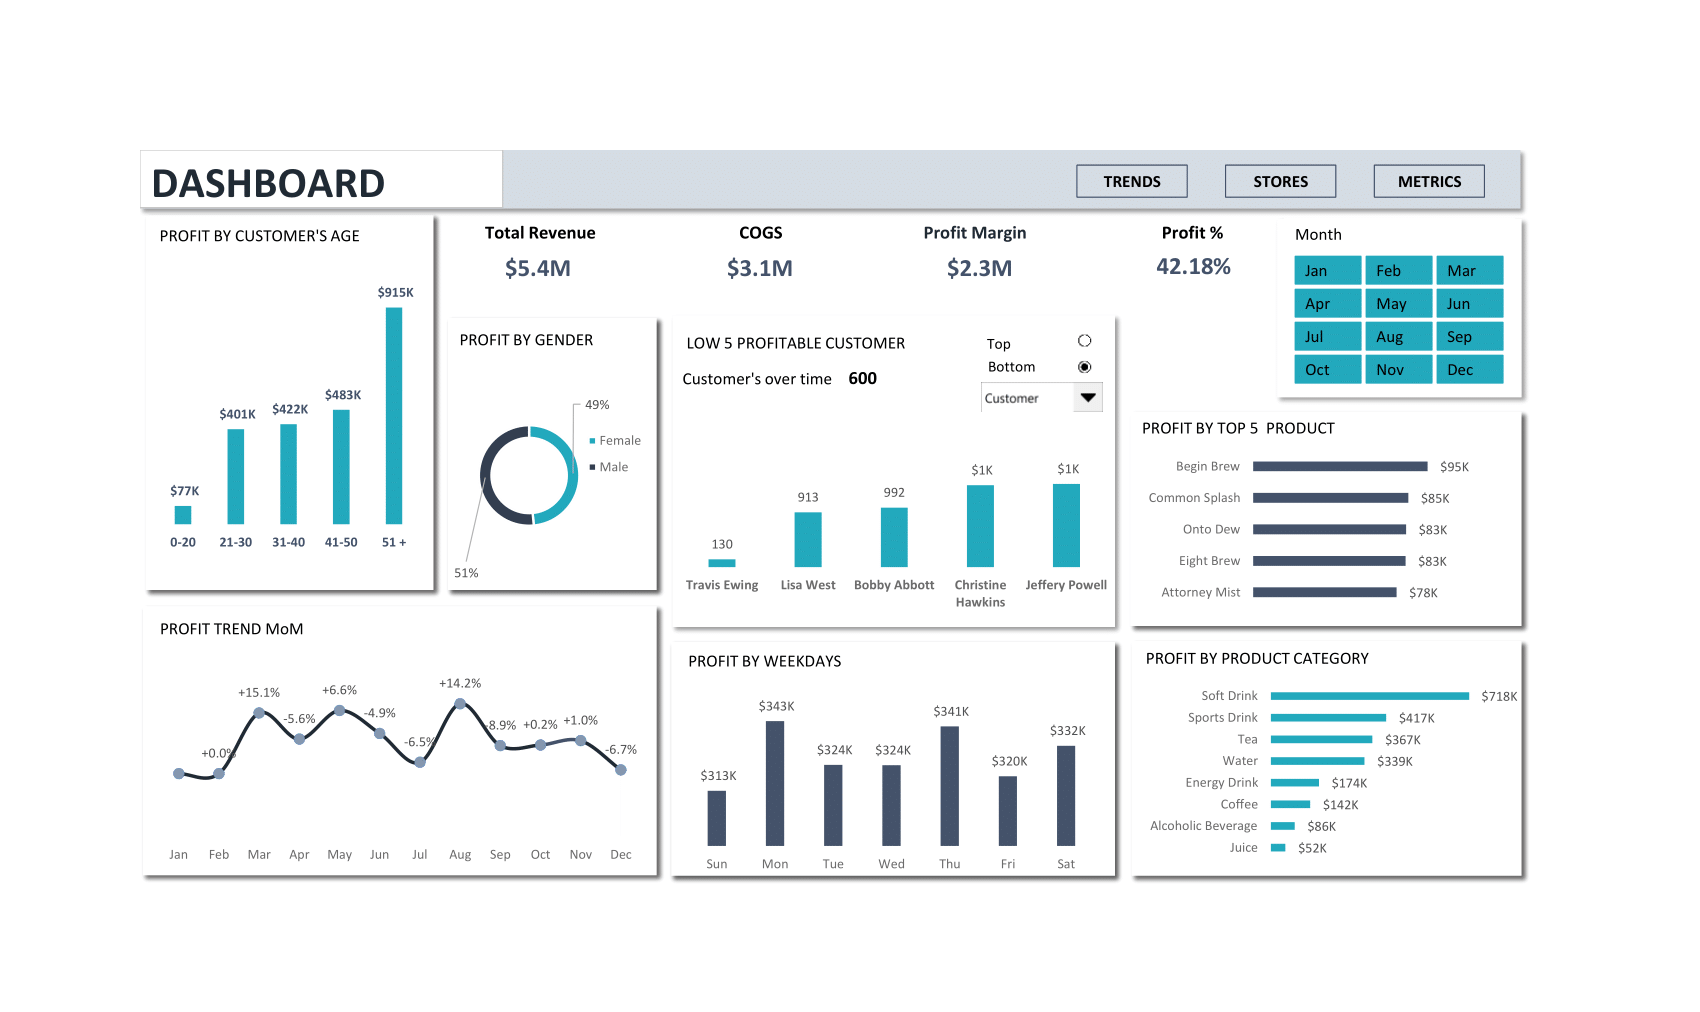 DASHBOARD
TRENDS
STORES
METRICS
PROFIT BY CUSTOMER'S AGE
$915K
$483K
$422K
$401K
$77K
0-20
21-30
31-40
41-50
51 +
Total Revenue
$5.4M
COGS
$3.1M
Profit Margin
$2.3M
Profit %
42.18%
Month
Jan
Feb
Mar
Apr
May
Jun
Jul
Aug
Sep
Oct
Nov
Dec
PROFIT BY GENDER
49%
Female
Male
51%
LOW 5 PROFITABLE CUSTOMER
Top
Bottom
Customer's over time 600
Customer
130
913
992
$1K
$1K
Travis Ewing
Lisa West
Bobby Abbott
Christine
Hawkins
Jeffery Powell
PROFIT BY TOP 5 PRODUCT
Begin Brew $95K
Common Splash $85K
Onto Dew $83K
Eight Brew $83K
Attorney Mist $78K
PROFIT TREND MoM
+0.0%
+15.1%
-5.6%
+6.6%
-4.9%
-6.5%
+14.2%
-8.9%
+0.2%
+1.0%
-6.7%
Jan
Feb
Mar
Apr
May
Jun
Jul
Aug
Sep
Oct
Nov
Dec
PROFIT BY WEEKDAYS
$313K
$343K
$324K
$324K
$341K
$320K
$332K
Sun
Mon
Tue
Wed
Thu
Fri
Sat
PROFIT BY PRODUCT CATEGORY
Soft Drink $718K
Sports Drink $417K
Tea $367K
Water $339K
Energy Drink $174K
Coffee $142K
Alcoholic Beverage $86K
Juice $52K